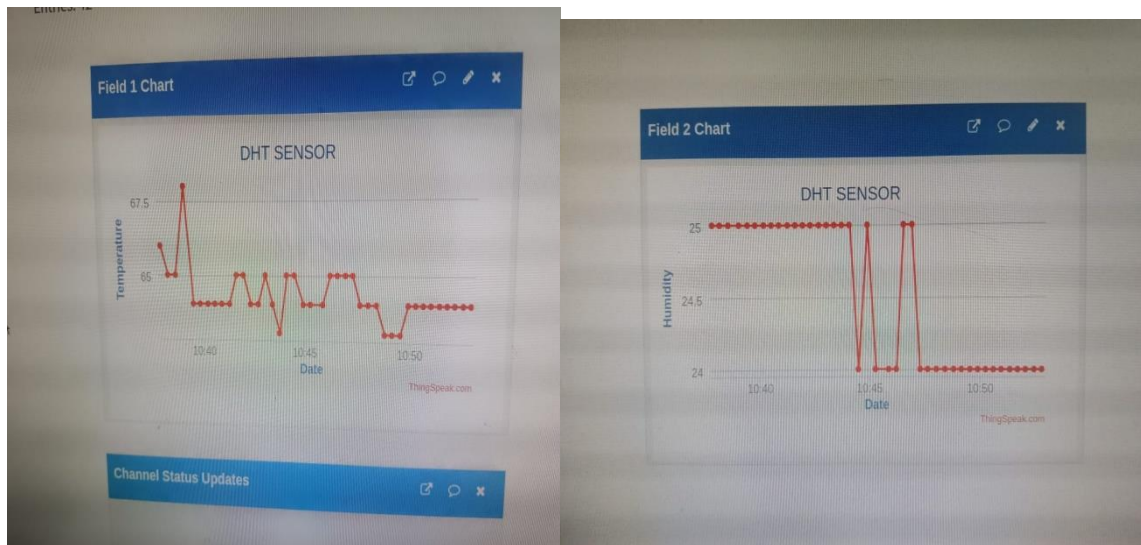 Field 1 Chart
DHT SENSOR
67.5
65
Temperature
10:40 10:45 10:50
Date
ThingSpeak.com
Channel Status Updates
Field 2 Chart
DHT SENSOR
25
24.5
24
Humidity
10:40 10:45 10:50
Date
ThingSpeak.com